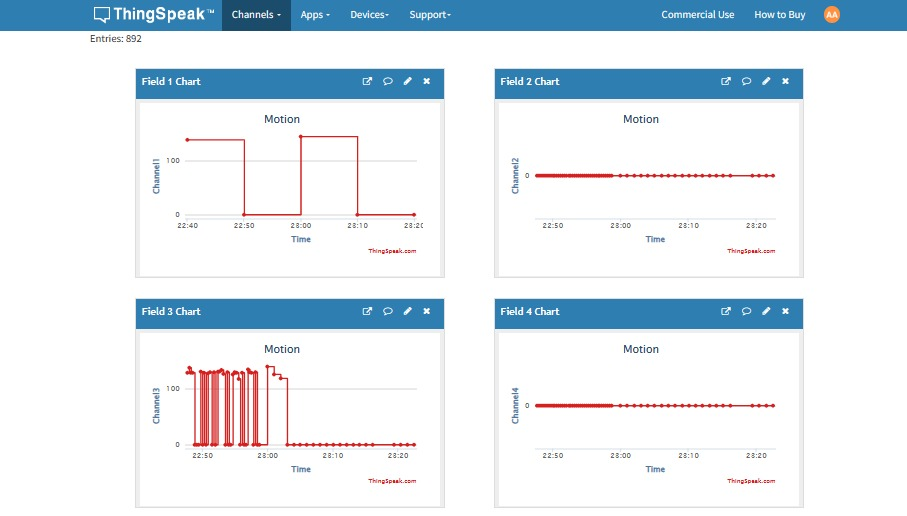 ThingSpeak™ Channels Apps Devices Support Commercial Use How to Buy AA
Entries: 892
Field 1 Chart
Motion
Channel1
100
0
22:40 22:50 23:00 23:10 23:20
Time
ThingSpeak.com
Field 2 Chart
Motion
Channel2
0
22:50 23:00 23:10 23:20
Time
ThingSpeak.com
Field 3 Chart
Motion
Channel3
100
0
22:50 23:00 23:10 23:20
Time
ThingSpeak.com
Field 4 Chart
Motion
Channel4
0
22:50 23:00 23:10 23:20
Time
ThingSpeak.com